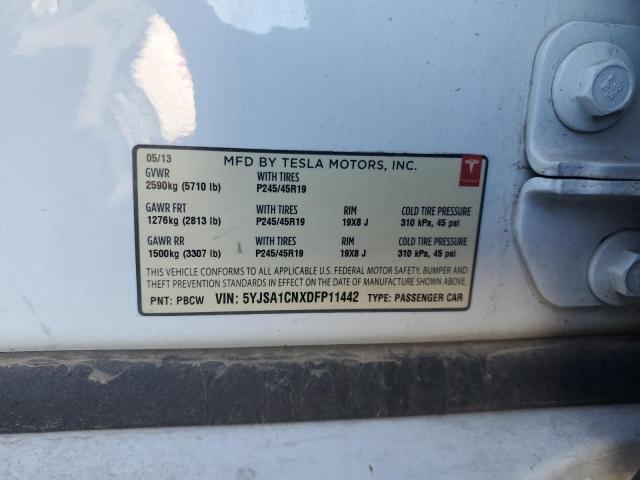 05/13 MFD BY TESLA MOTORS, INC.
GVWR WITH TIRES
2590kg (5710 lb) P245/45R19
TESLA
GAWR FRT WITH TIRES RIM COLD TIRE PRESSURE
1276kg (2813 lb) P245/45R19 19X8 J 310 kPa, 45 psi
GAWR RR WITH TIRES RIM COLD TIRE PRESSURE
1500kg (3307 lb) P245/45R19 19X8 J 310 kPa, 45 psi
THIS VEHICLE CONFORMS TO ALL APPLICABLE U.S. FEDERAL MOTOR SAFETY, BUMPER AND
THEFT PREVENTION STANDARDS IN EFFECT ON THE DATE OF MANUFACTURE SHOWN ABOVE.
PNT: PBCW VIN: 5YJSA1CNXDFP11442 TYPE: PASSENGER CAR